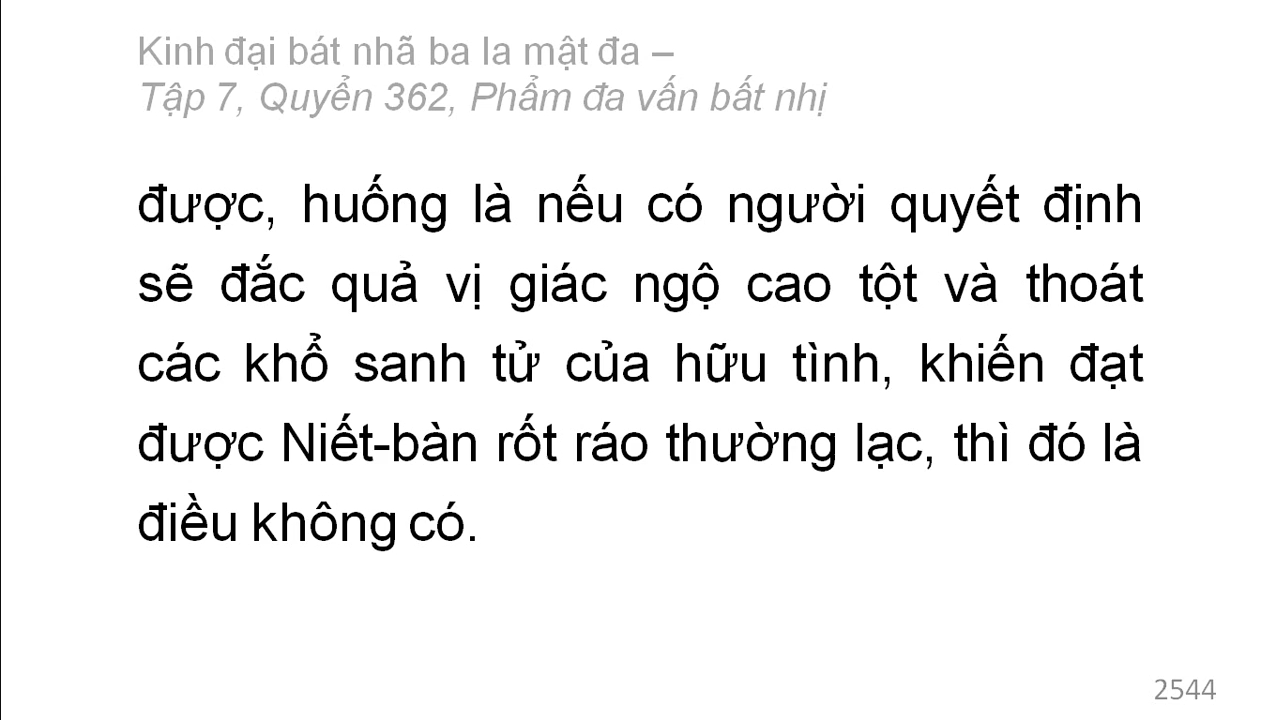 Kinh đại bát nhã ba la mật đa –
Tập 7, Quyển 362, Phẩm đa vấn bất nhị
được, huống là nếu có người quyết định
sẽ đắc quả vị giác ngộ cao tột và thoát
các khổ sanh tử của hữu tình, khiến đạt
được Niết-bàn rốt ráo thường lạc, thì đó là
điều không có.
2544